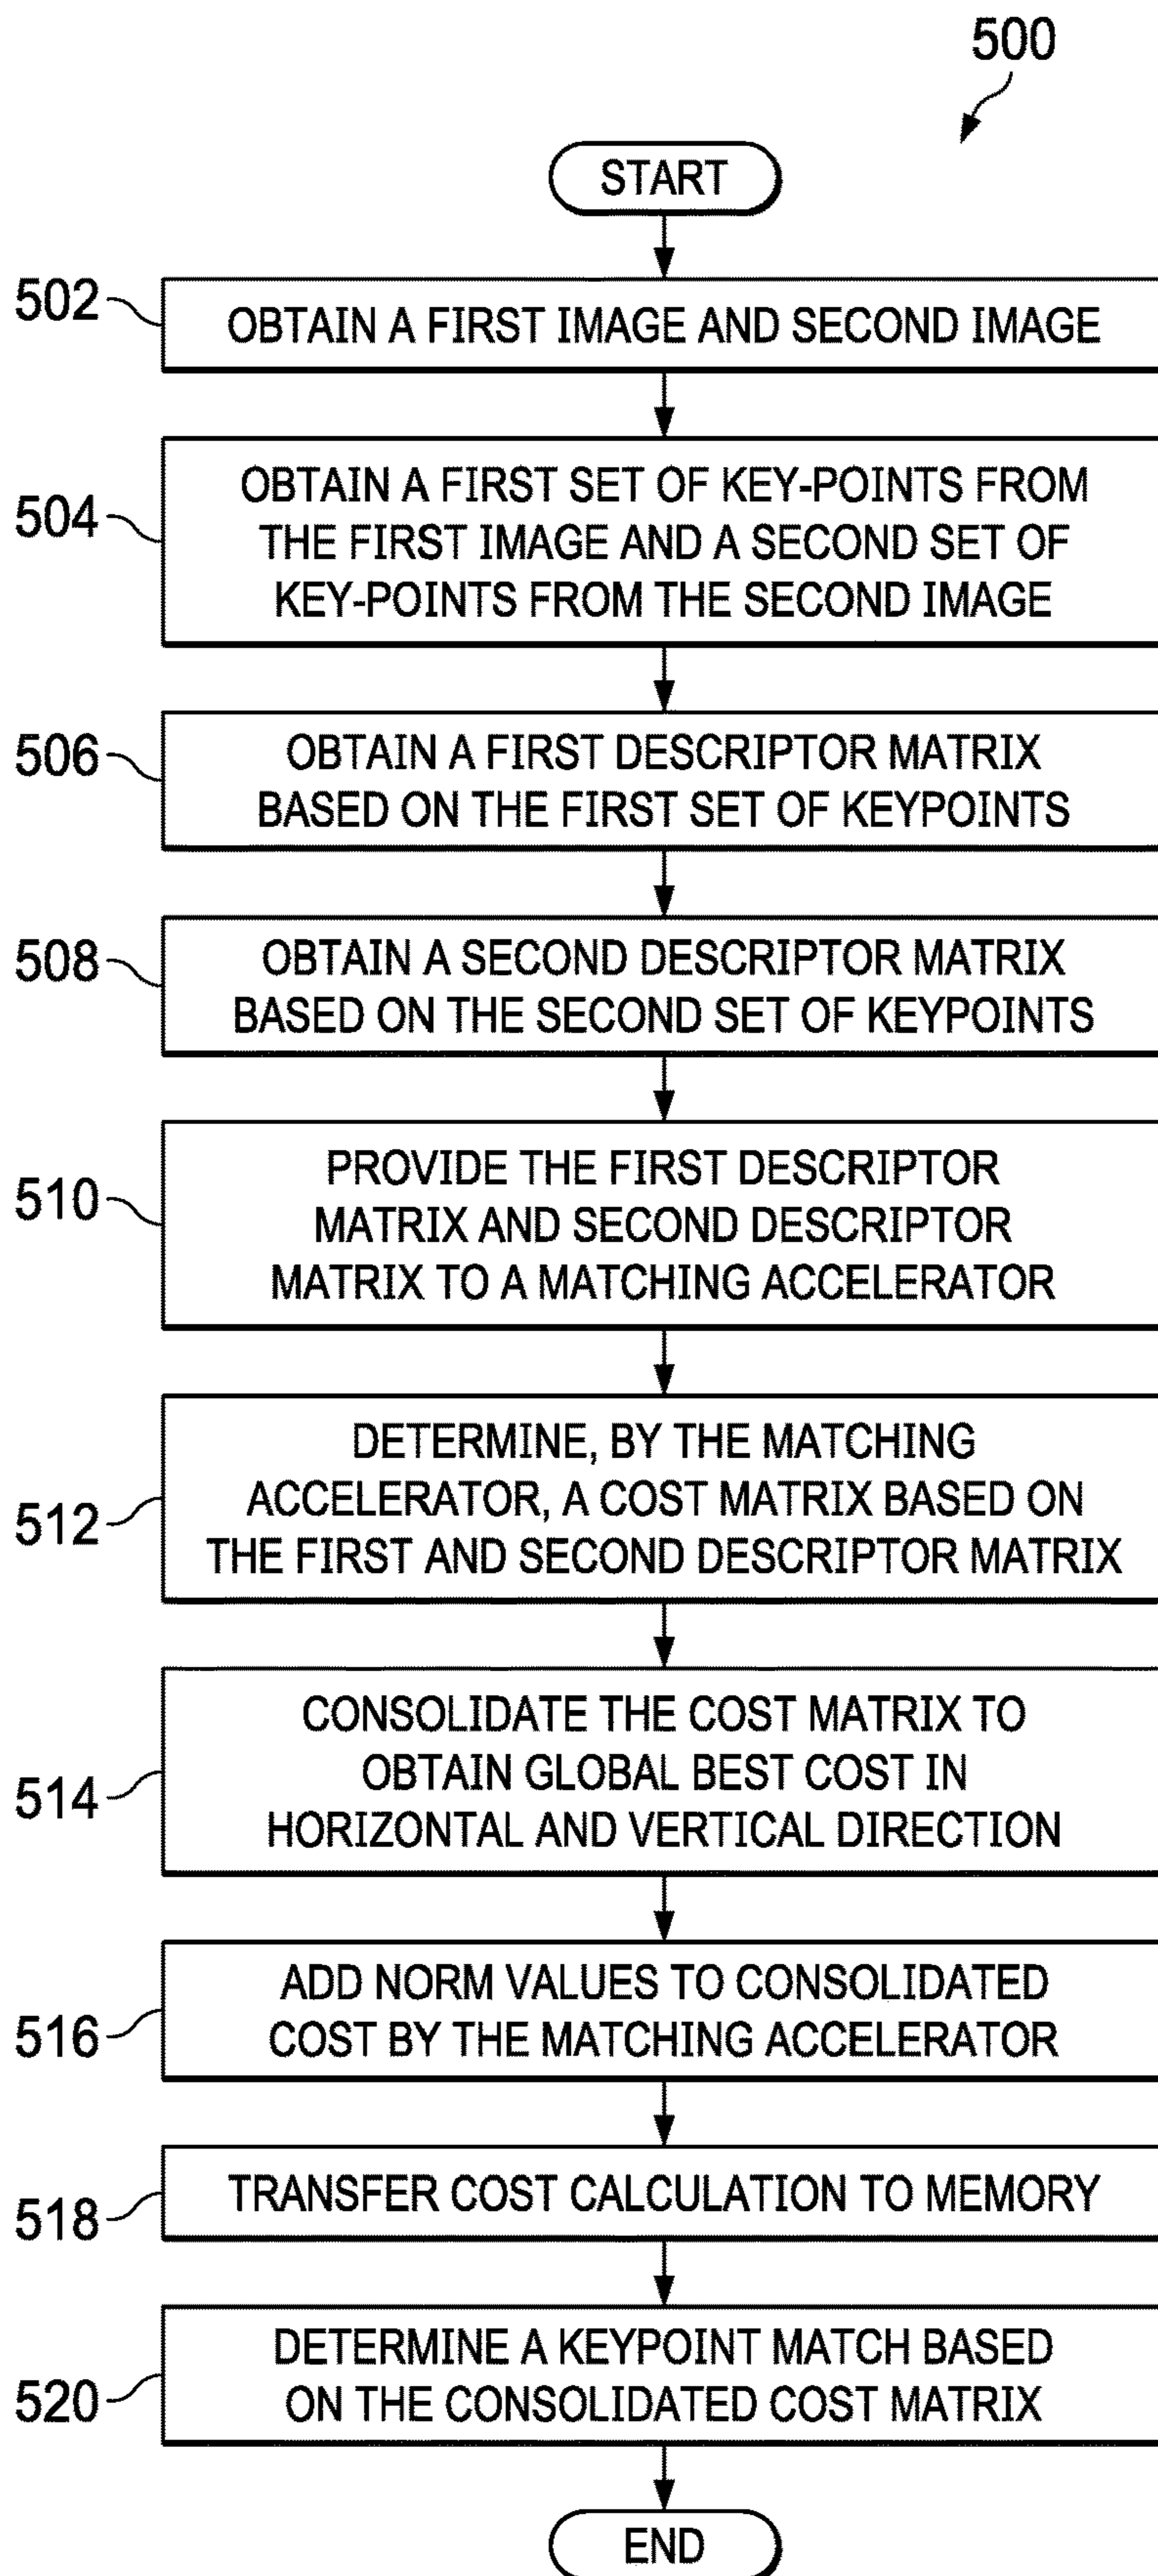 500
START
502
OBTAIN A FIRST IMAGE AND SECOND IMAGE
504
OBTAIN A FIRST SET OF KEY-POINTS FROM
THE FIRST IMAGE AND A SECOND SET OF
KEY-POINTS FROM THE SECOND IMAGE
506
OBTAIN A FIRST DESCRIPTOR MATRIX
BASED ON THE FIRST SET OF KEYPOINTS
508
OBTAIN A SECOND DESCRIPTOR MATRIX
BASED ON THE SECOND SET OF KEYPOINTS
510
PROVIDE THE FIRST DESCRIPTOR
MATRIX AND SECOND DESCRIPTOR
MATRIX TO A MATCHING ACCELERATOR
512
DETERMINE, BY THE MATCHING
ACCELERATOR, A COST MATRIX BASED ON
THE FIRST AND SECOND DESCRIPTOR MATRIX
514
CONSOLIDATE THE COST MATRIX TO
OBTAIN GLOBAL BEST COST IN
HORIZONTAL AND VERTICAL DIRECTION
516
ADD NORM VALUES TO CONSOLIDATED
COST BY THE MATCHING ACCELERATOR
518
TRANSFER COST CALCULATION TO MEMORY
520
DETERMINE A KEYPOINT MATCH BASED
ON THE CONSOLIDATED COST MATRIX
END